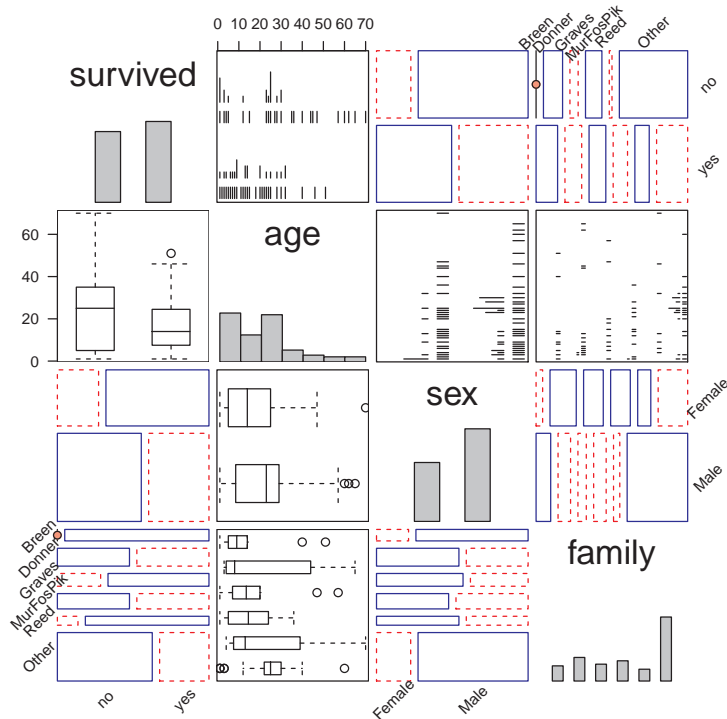 0 10 20 30 40 50 60 70
Breen
Donner
Graves
MurFosPik
Reed
Other
survived
no
yes
60
40
20
0
age
sex
Female
Male
Breen
Donner
Graves
MurFosPik
Reed
Other
family
no
yes
Female
Male